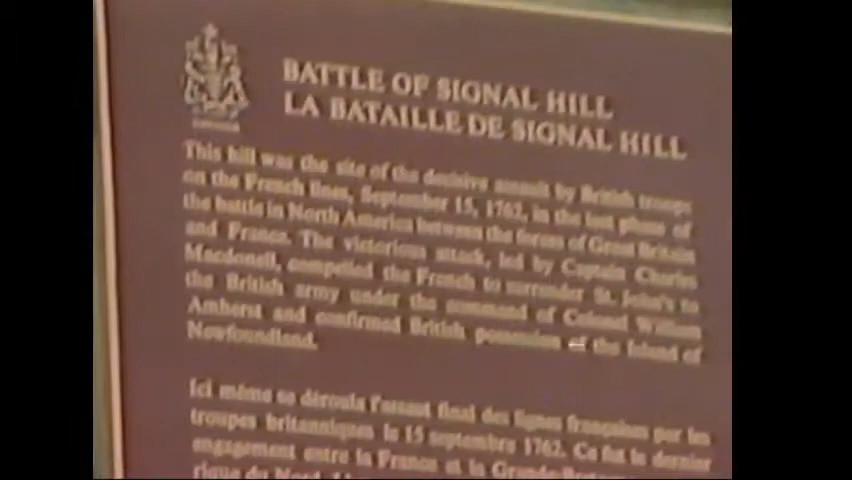 BATTLE OF SIGNAL HILL
LA BATAILLE DE SIGNAL HILL
This hill was the site of the decisive assault by British troops
on the French lines, September 15, 1762, in the last phase of
the battle in North America between the forces of Great Britain
and France. The victorious attack, led by Captain Charles
Macdonell, compelled the French to surrender St. John's to
the British army under the command of Colonel William
Amherst and confirmed British possession of the Island of
Newfoundland.
Ici même se déroula l'assaut final des lignes françaises par les
troupes britanniques le 15 septembre 1762. Ce fut le dernier
engagement entre la France et la Grande-Bretagne
rique du Nord.